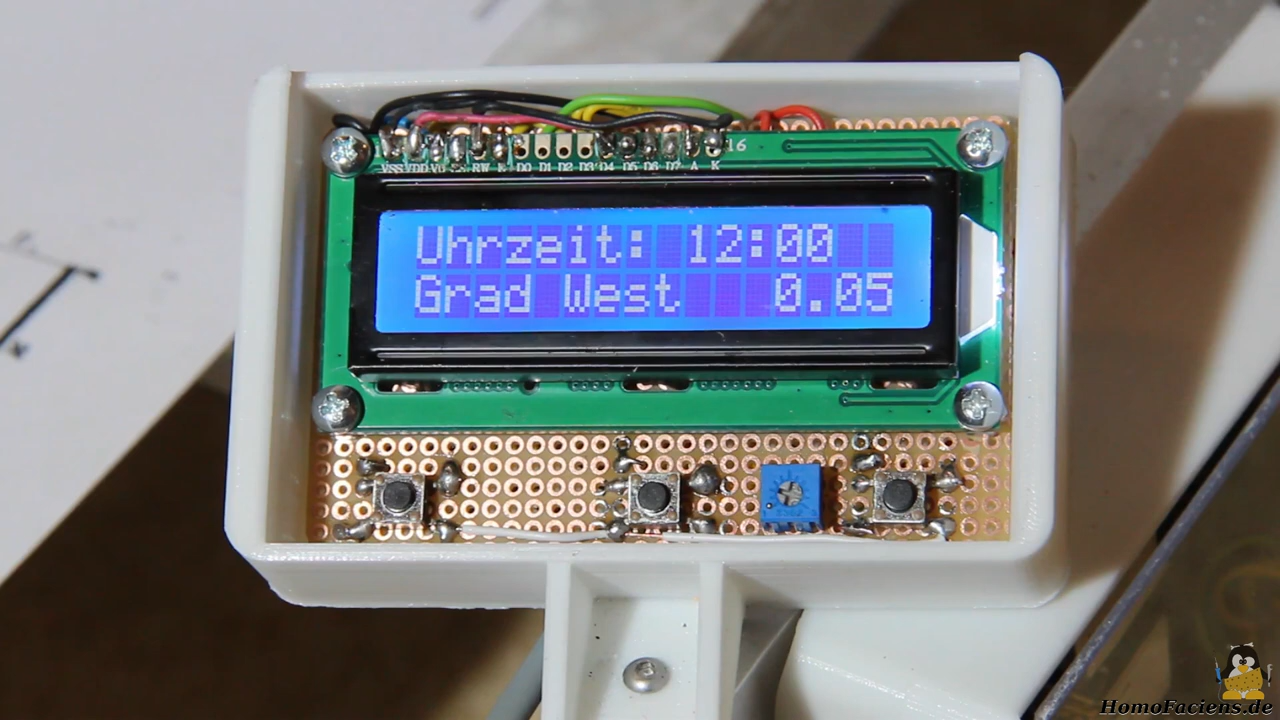 16
VSS VDD V0 RS RW E D0 D1 D2 D3 D4 D5 D6 D7 A K
Uhrzeit: 12:00
Grad West 0.05
HomoFaciens.de